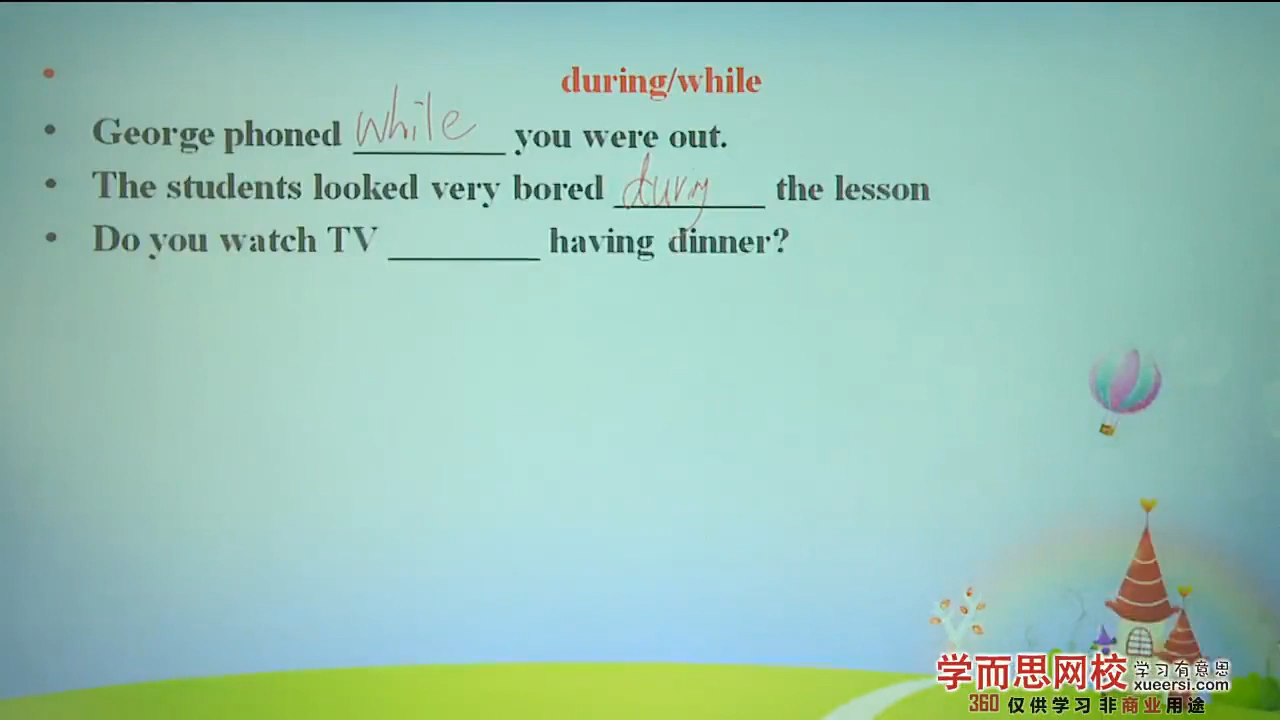 during/while
• George phoned while you were out.
• The students looked very bored during the lesson
• Do you watch TV ________ having dinner?
学而思网校 学习有意思
xueersi.com
360 仅供学习 非商业用途